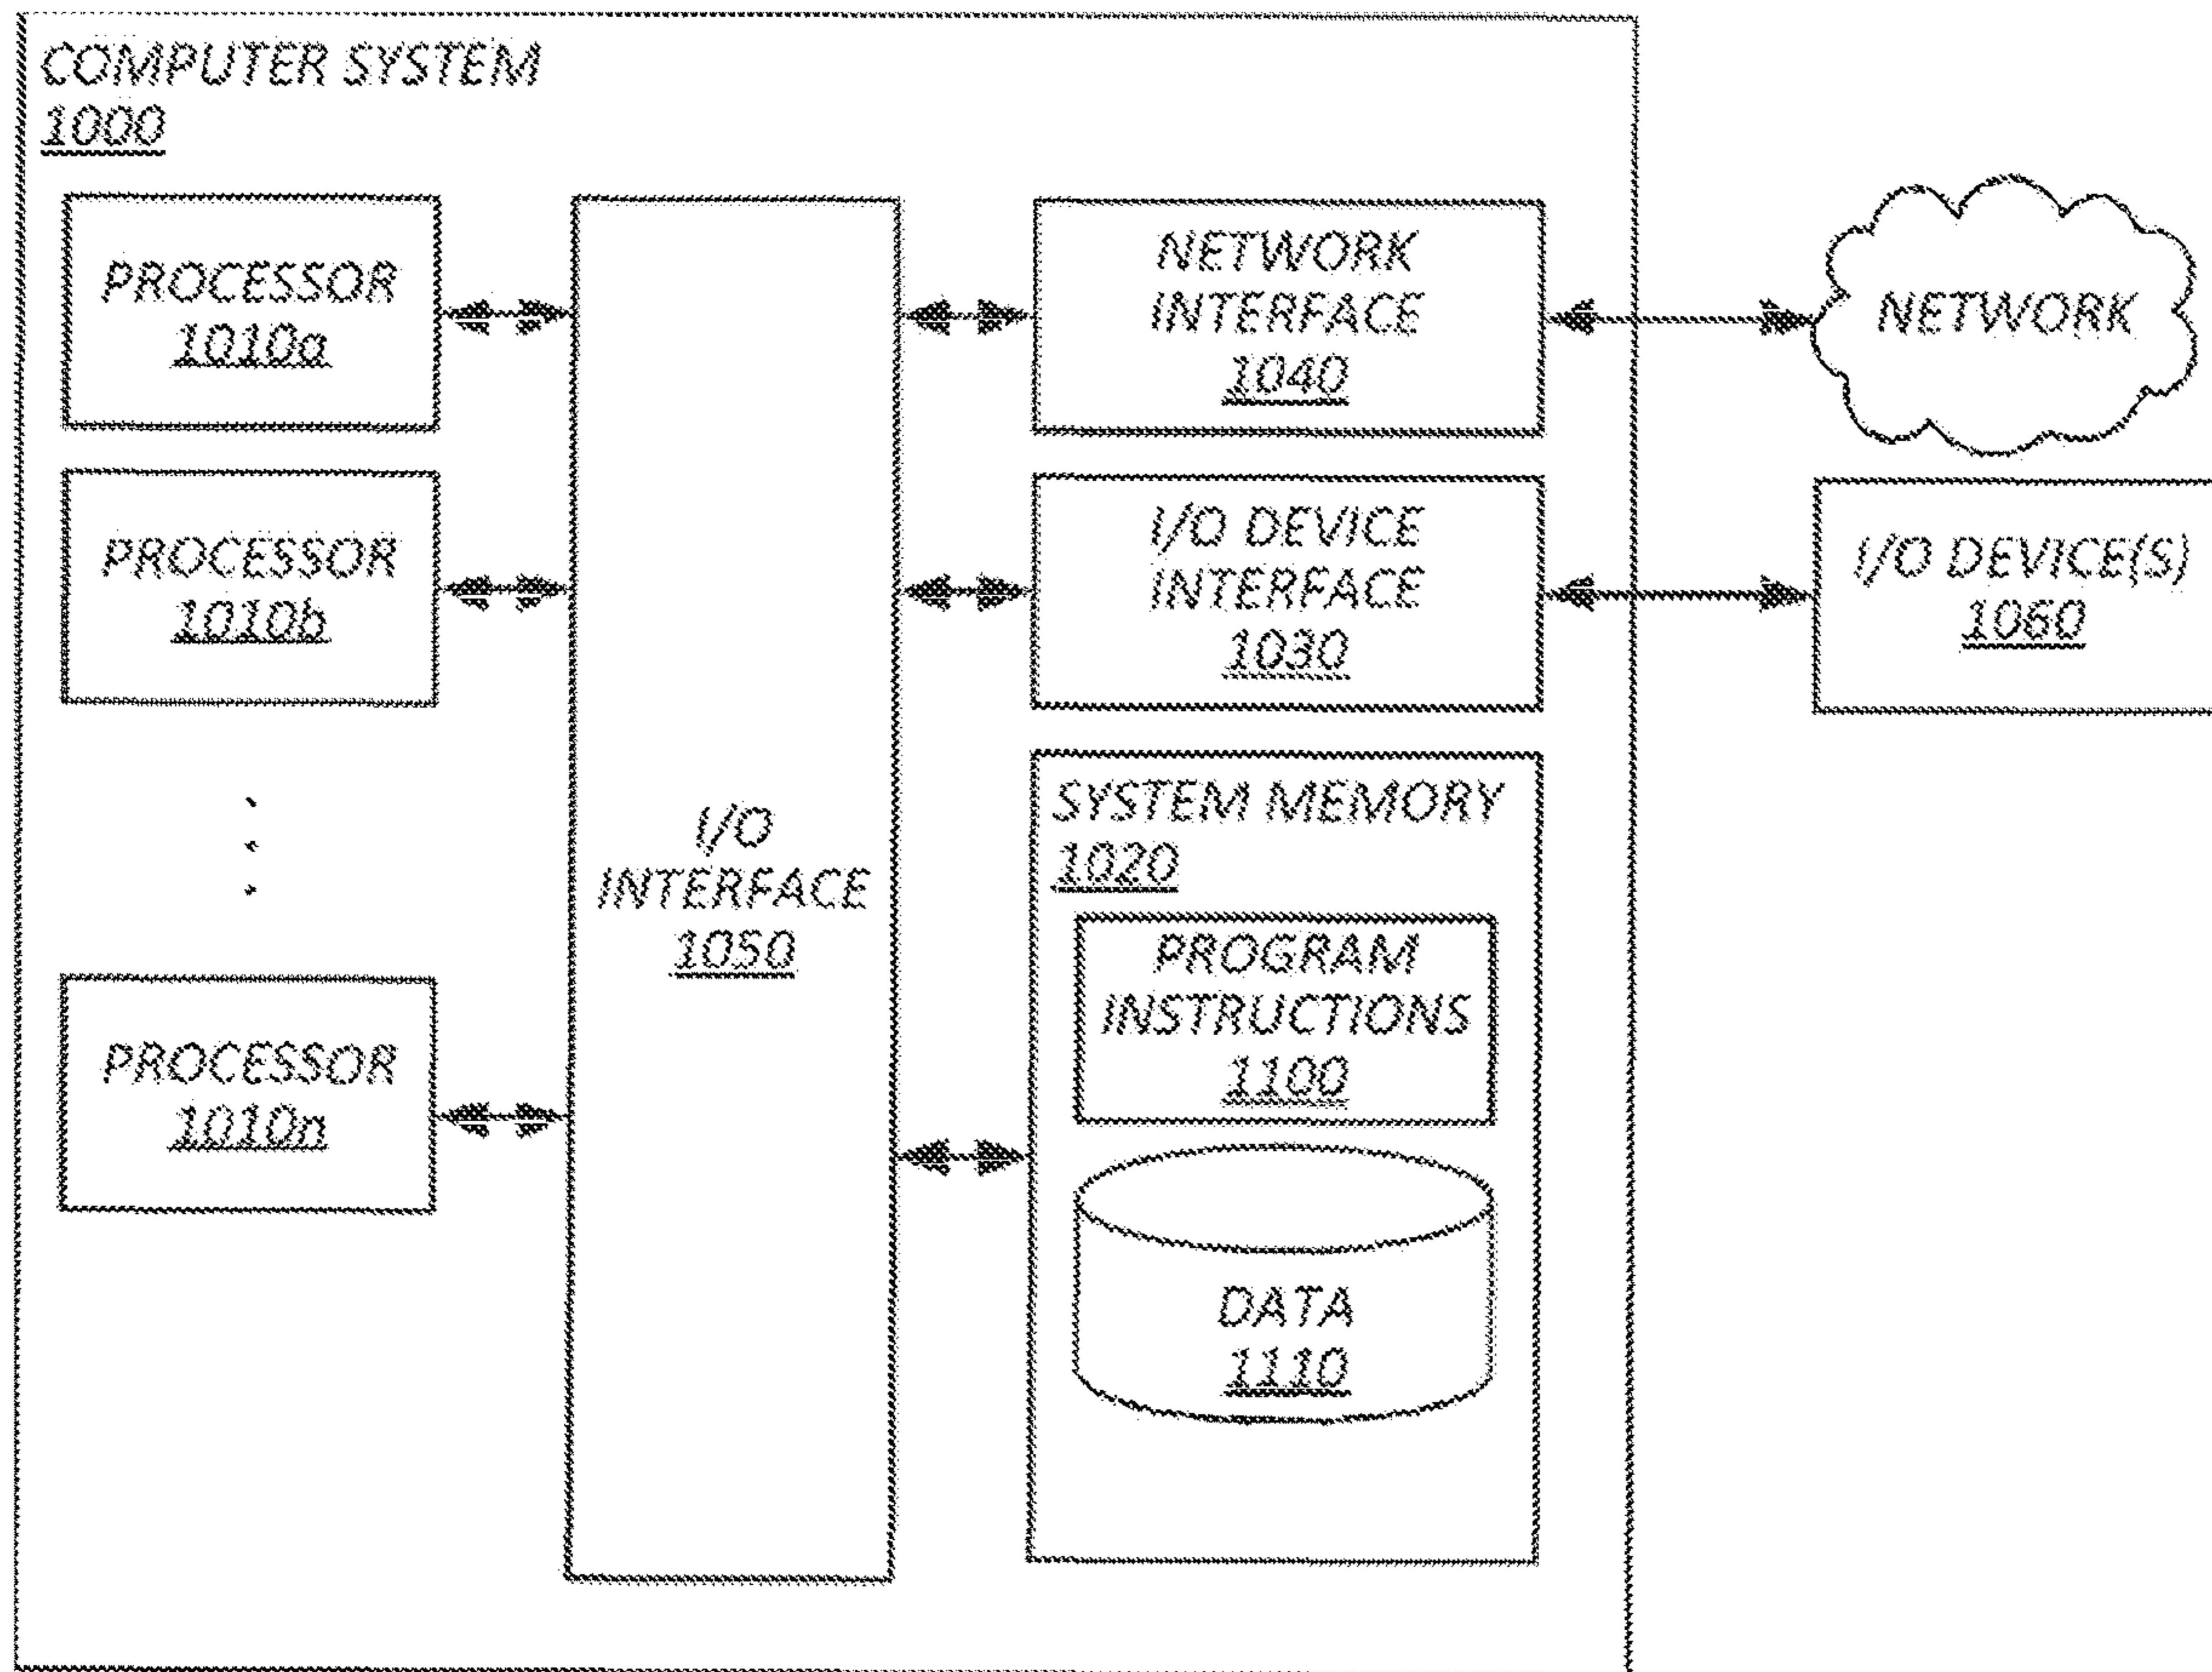 COMPUTER SYSTEM
1000
PROCESSOR
1010a
PROCESSOR
1010b
PROCESSOR
1010n
I/O
INTERFACE
1050
NETWORK
INTERFACE
1040
I/O DEVICE
INTERFACE
1030
SYSTEM MEMORY
1020
PROGRAM
INSTRUCTIONS
1100
DATA
1110
NETWORK
I/O DEVICE(S)
1060